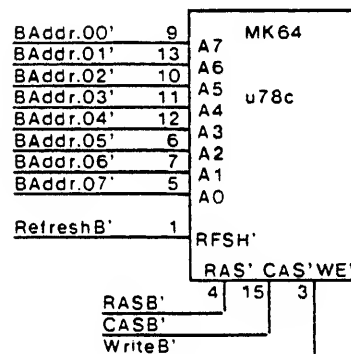 BAddr.00' 9 A7 MK64
BAddr.01' 13 A6
BAddr.02' 10 A5 u78c
BAddr.03' 11 A4
BAddr.04' 12 A3
BAddr.05' 6 A2
BAddr.06' 7 A1
BAddr.07' 5 A0
RefreshB' 1 RFSH'
RAS' CAS' WE'
RASB' 4 15 3
CASB'
WriteB'